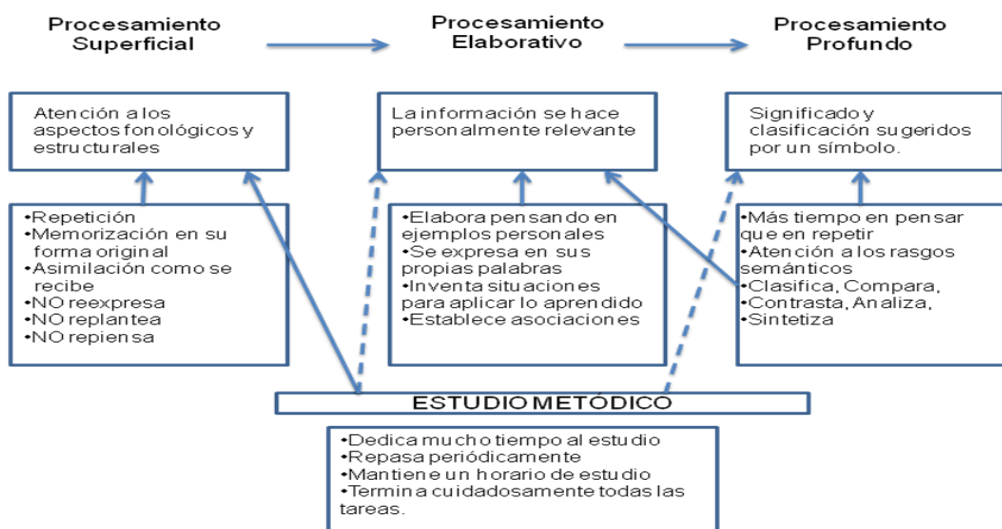 Procesamiento
Superficial
Procesamiento
Elaborativo
Procesamiento
Profundo
Atención a los
aspectos fonológicos y
estructurales
La información se hace
personalmente relevante
Significado y
clasificación sugeridos
por un símbolo.
•Repetición
•Memorización en su
forma original
•Asimilación como se
recibe
•NO reexpresa
•NO replantea
•NO repiensa
•Elabora pensando en
ejemplos personales
•Se expresa en sus
propias palabras
•Inventa situaciones
para aplicar lo aprendido
•Establece asociaciones
•Más tiempo en pensar
que en repetir
•Atención a los rasgos
semánticos
•Clasifica, Compara,
•Contrasta, Analiza,
•Sintetiza
ESTUDIO METÓDICO
•Dedica mucho tiempo al estudio
•Repasa periódicamente
•Mantiene un horario de estudio
•Termina cuidadosamente todas las
tareas.